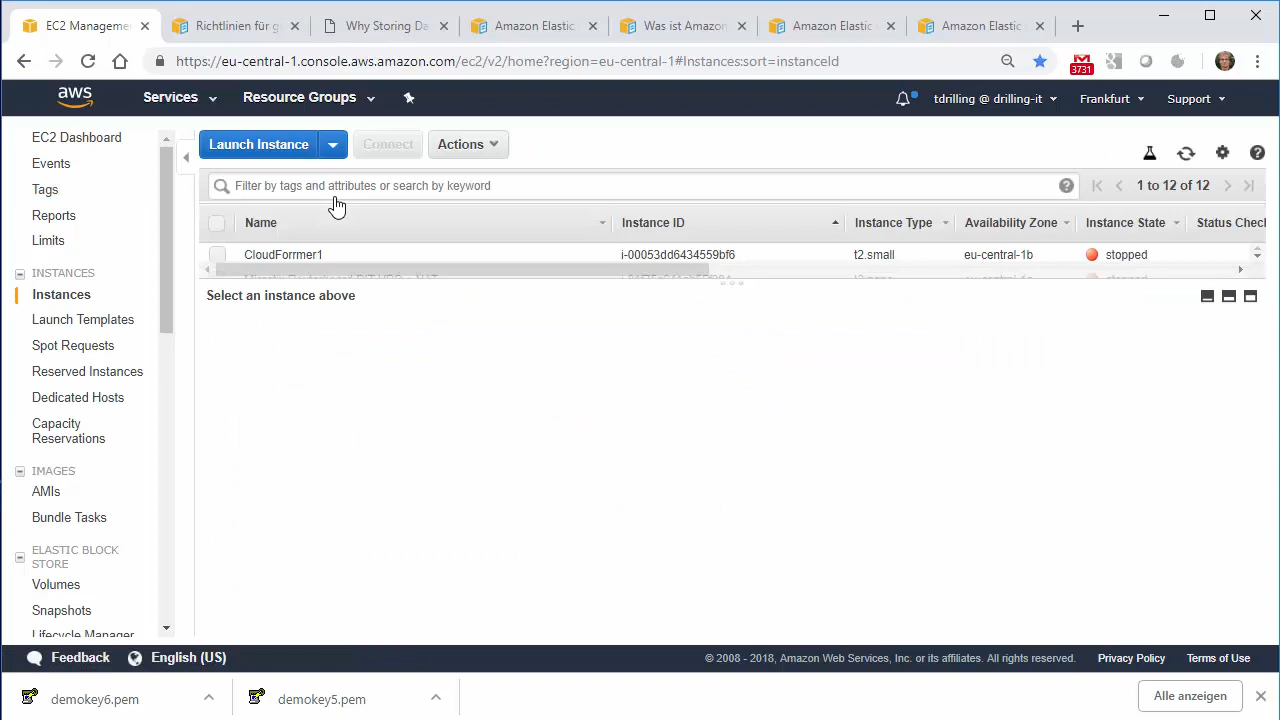 EC2 Manageme
Richtlinien für g
Why Storing Da
Amazon Elastic
Was ist Amazon
Amazon Elastic
Amazon Elastic
https://eu-central-1.console.aws.amazon.com/ec2/v2/home?region=eu-central-1#Instances:sort=instanceId
3731
aws
Services
Resource Groups
tdrilling @ drilling-it
Frankfurt
Support
EC2 Dashboard
Events
Tags
Reports
Limits
INSTANCES
Instances
Launch Templates
Spot Requests
Reserved Instances
Dedicated Hosts
Capacity
Reservations
IMAGES
AMIs
Bundle Tasks
ELASTIC BLOCK
STORE
Volumes
Snapshots
Lifecycle Manager
Launch Instance
Connect
Actions
Filter by tags and attributes or search by keyword
1 to 12 of 12
Name
Instance ID
Instance Type
Availability Zone
Instance State
Status Check
CloudForrmer1
i-00053dd6434559bf6
t2.small
eu-central-1b
stopped
Select an instance above
Feedback
English (US)
© 2008 - 2018, Amazon Web Services, Inc. or its affiliates. All rights reserved.
Privacy Policy
Terms of Use
demokey6.pem
demokey5.pem
Alle anzeigen